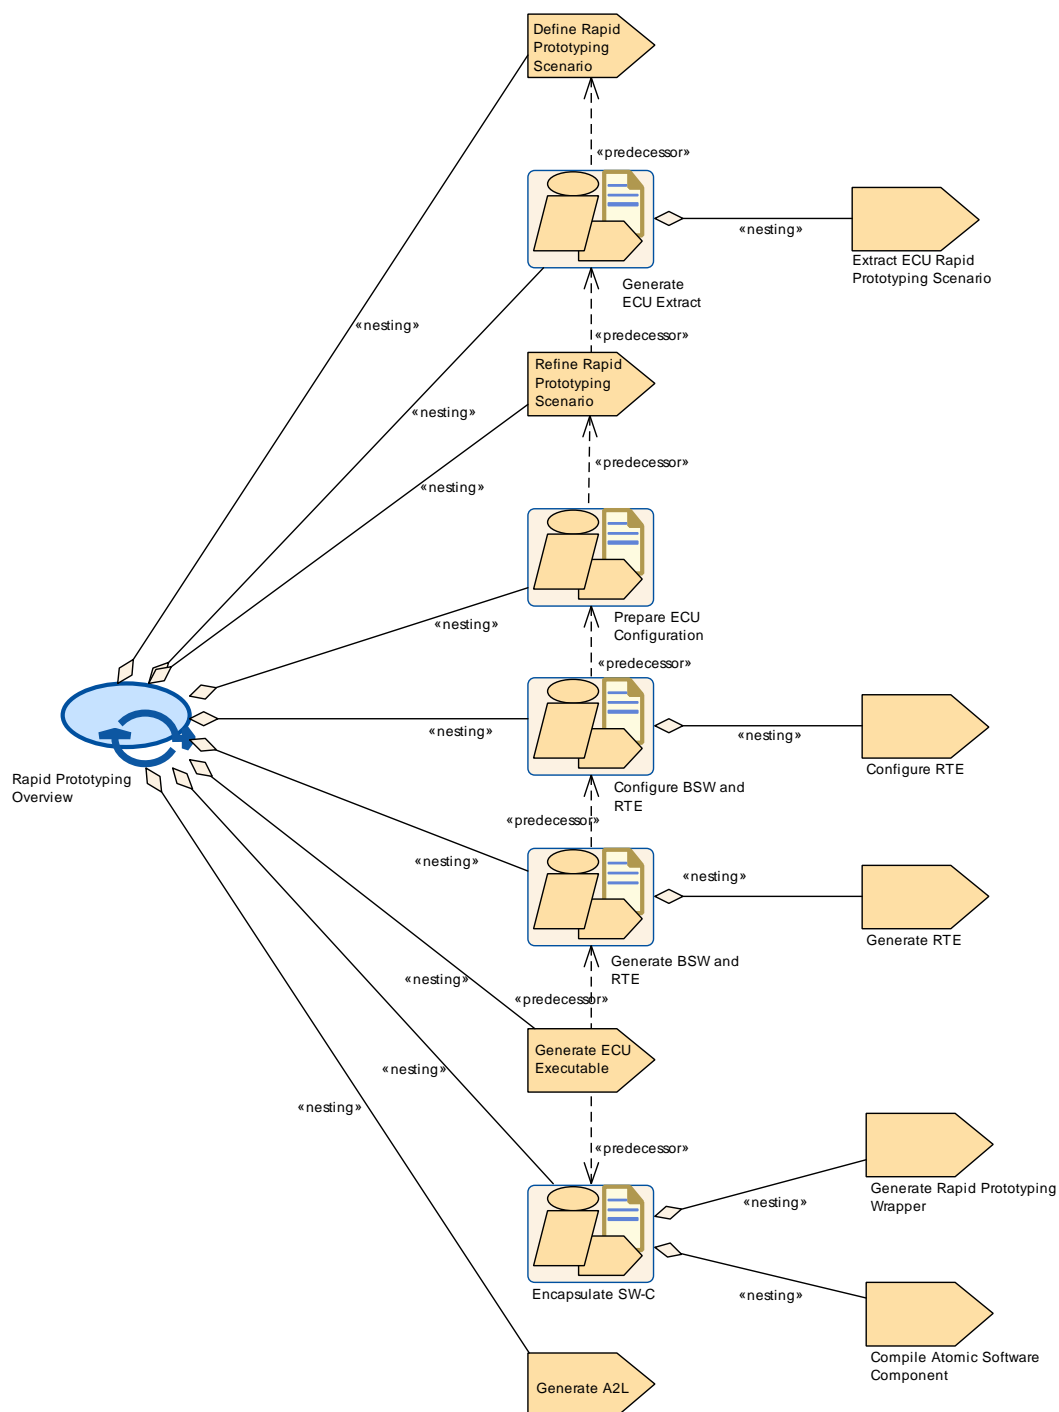 Define Rapid
Prototyping
Scenario
«predecessor»
«nesting»
Extract ECU Rapid
Prototyping Scenario
Generate
ECU Extract
«nesting»
«predecessor»
Refine Rapid
Prototyping
Scenario
«nesting»
«predecessor»
«nesting»
Prepare ECU
Configuration
«nesting»
«predecessor»
«nesting»
«nesting»
Configure RTE
Rapid Prototyping
Overview
Configure BSW and
RTE
«predecessor»
«nesting»
«nesting»
Generate RTE
Generate BSW and
RTE
«nesting»
«predecessor»
Generate ECU
Executable
«nesting»
«nesting»
«predecessor»
Generate Rapid Prototyping
Wrapper
«nesting»
Encapsulate SW-C
«nesting»
Compile Atomic Software
Component
Generate A2L